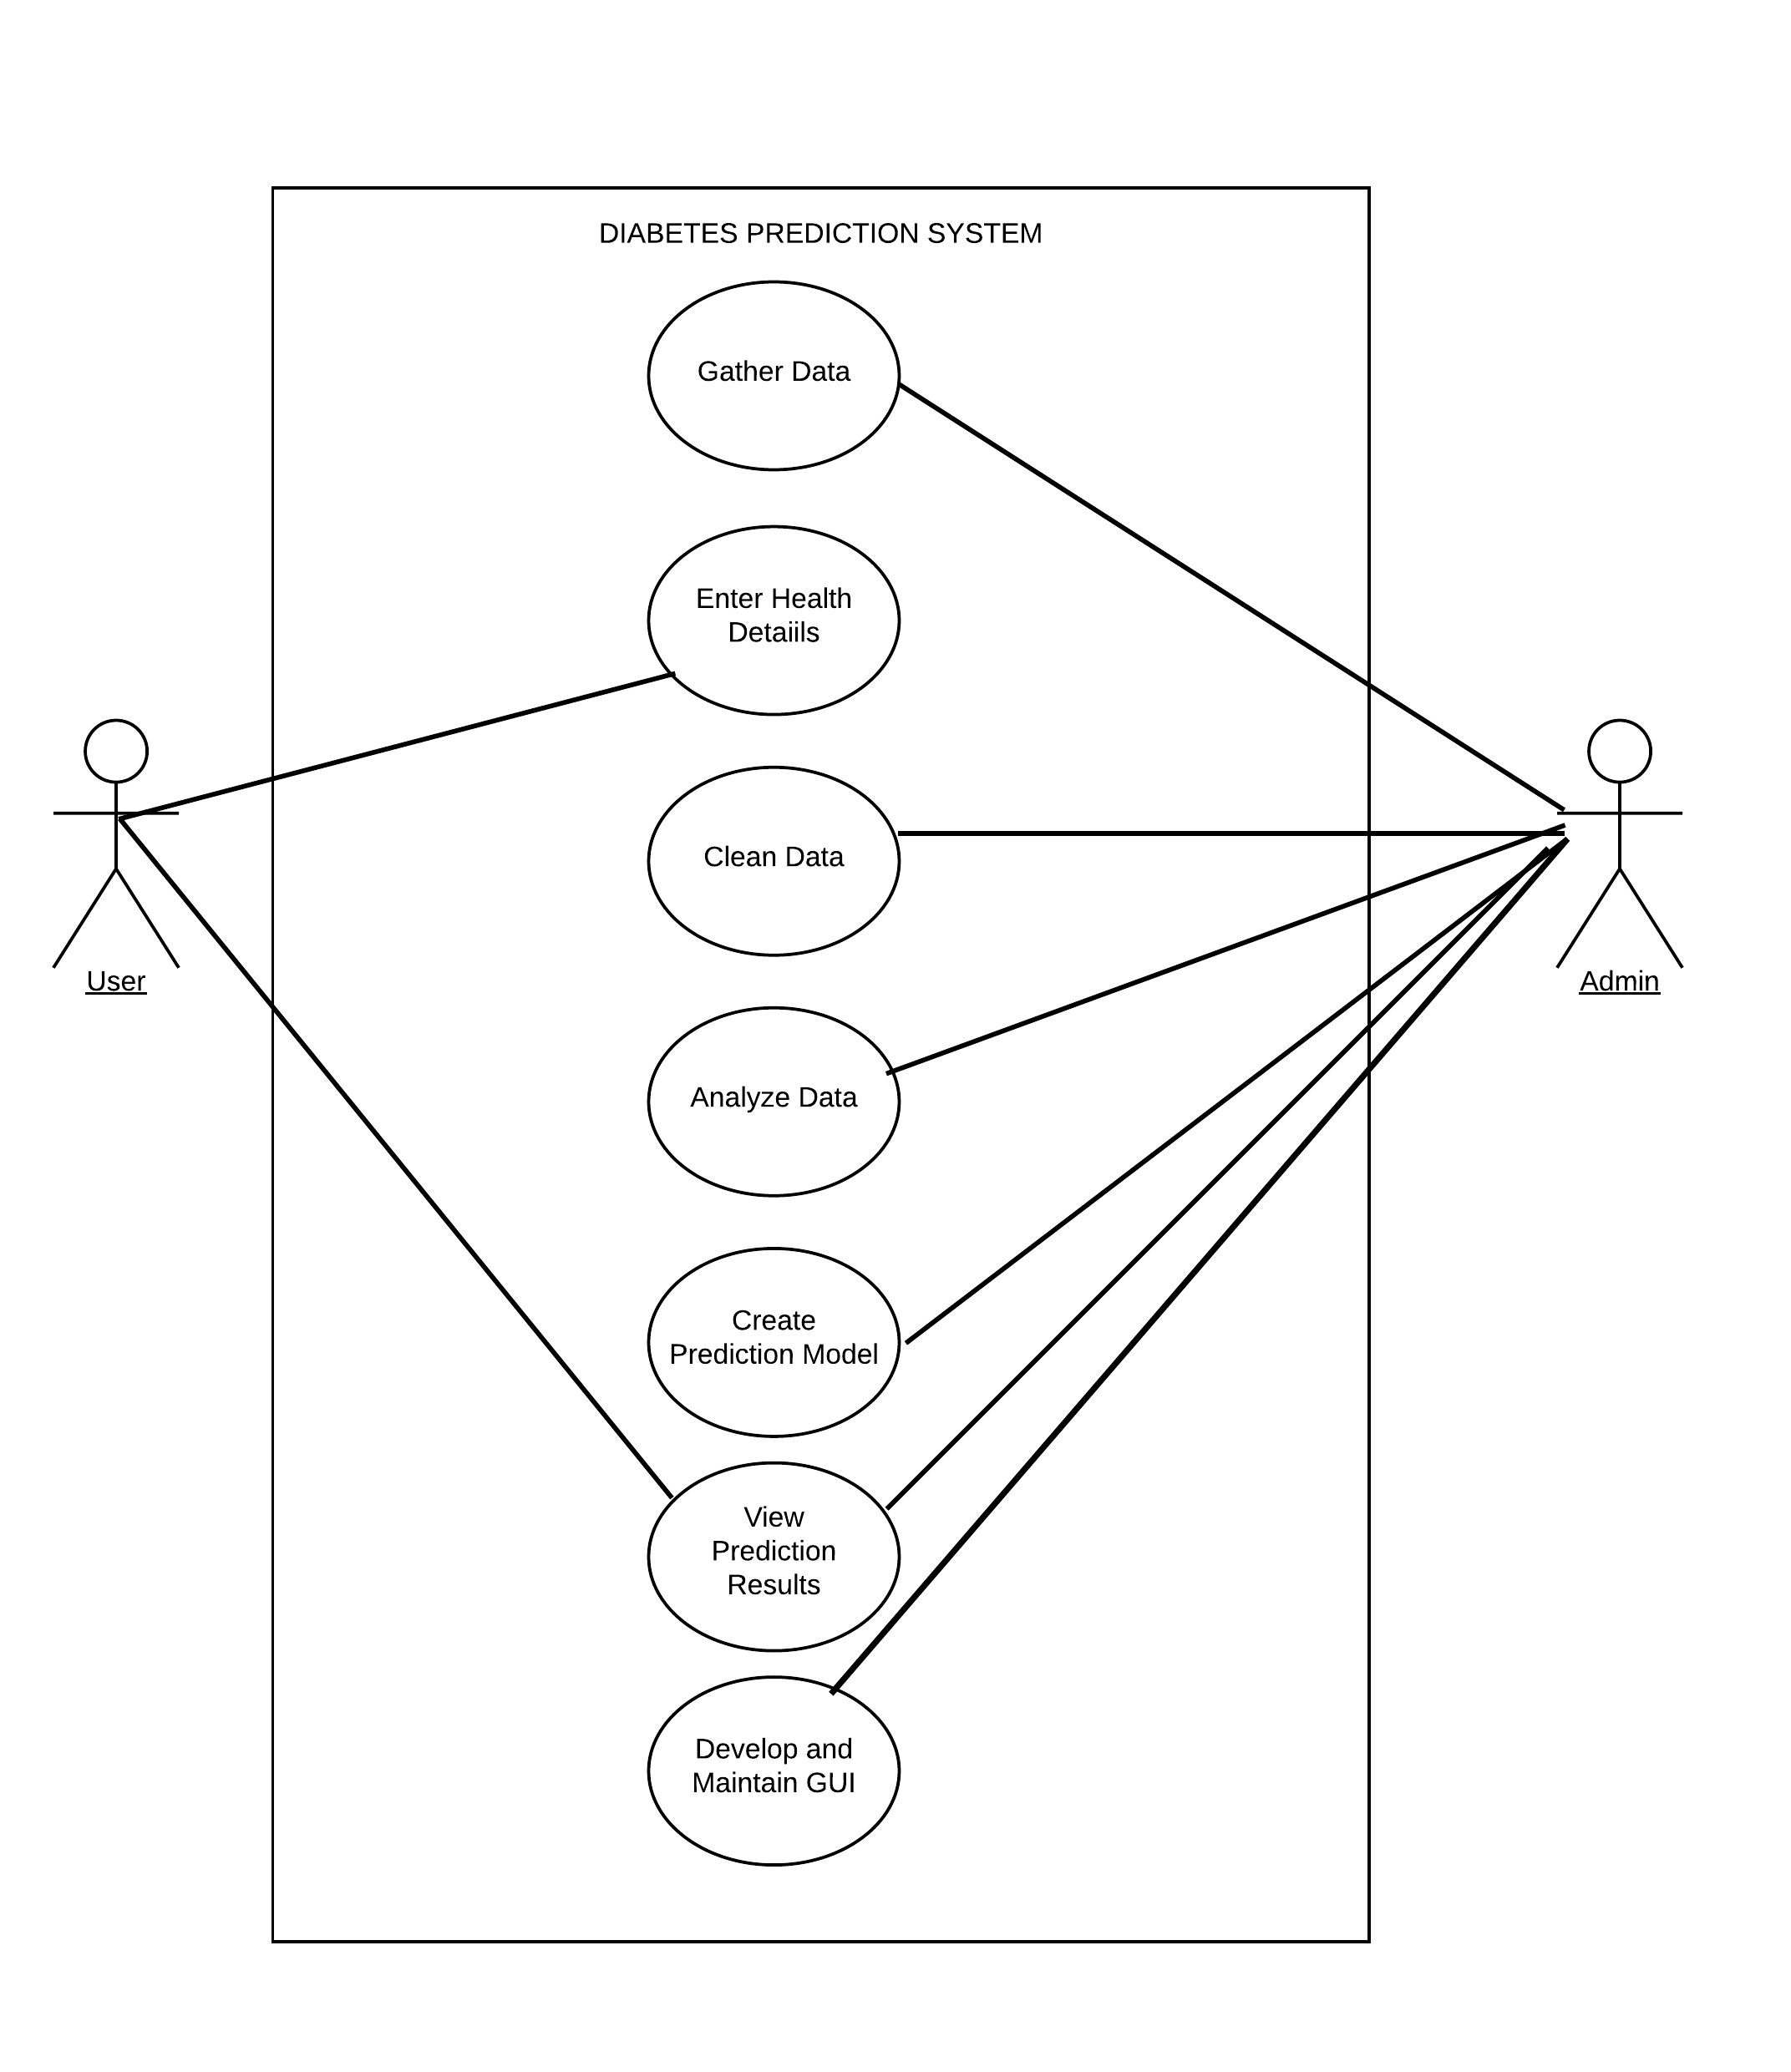 DIABETES PREDICTION SYSTEM
Gather Data
Enter Health
Detaiils
Clean Data
User
Admin
Analyze Data
Create
Prediction Model
View
Prediction
Results
Develop and
Maintain GUI